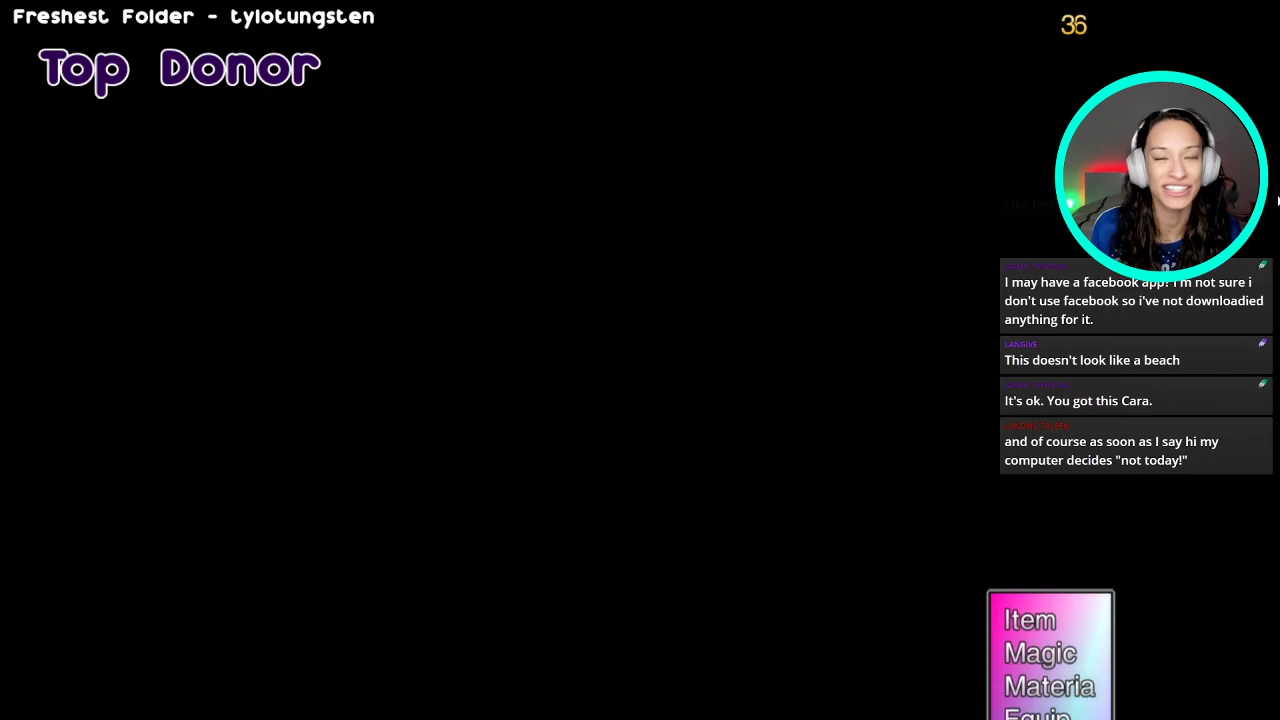 Freshest Folder - tylotungsten
36
Top Donor
I may have a facebook app? I'm not sure i
don't use facebook so i've not downloadied
anything for it.
LANGIVE
This doesn't look like a beach
It's ok. You got this Cara.
and of course as soon as I say hi my
computer decides "not today!"
Item
Magic
Materia
Equip